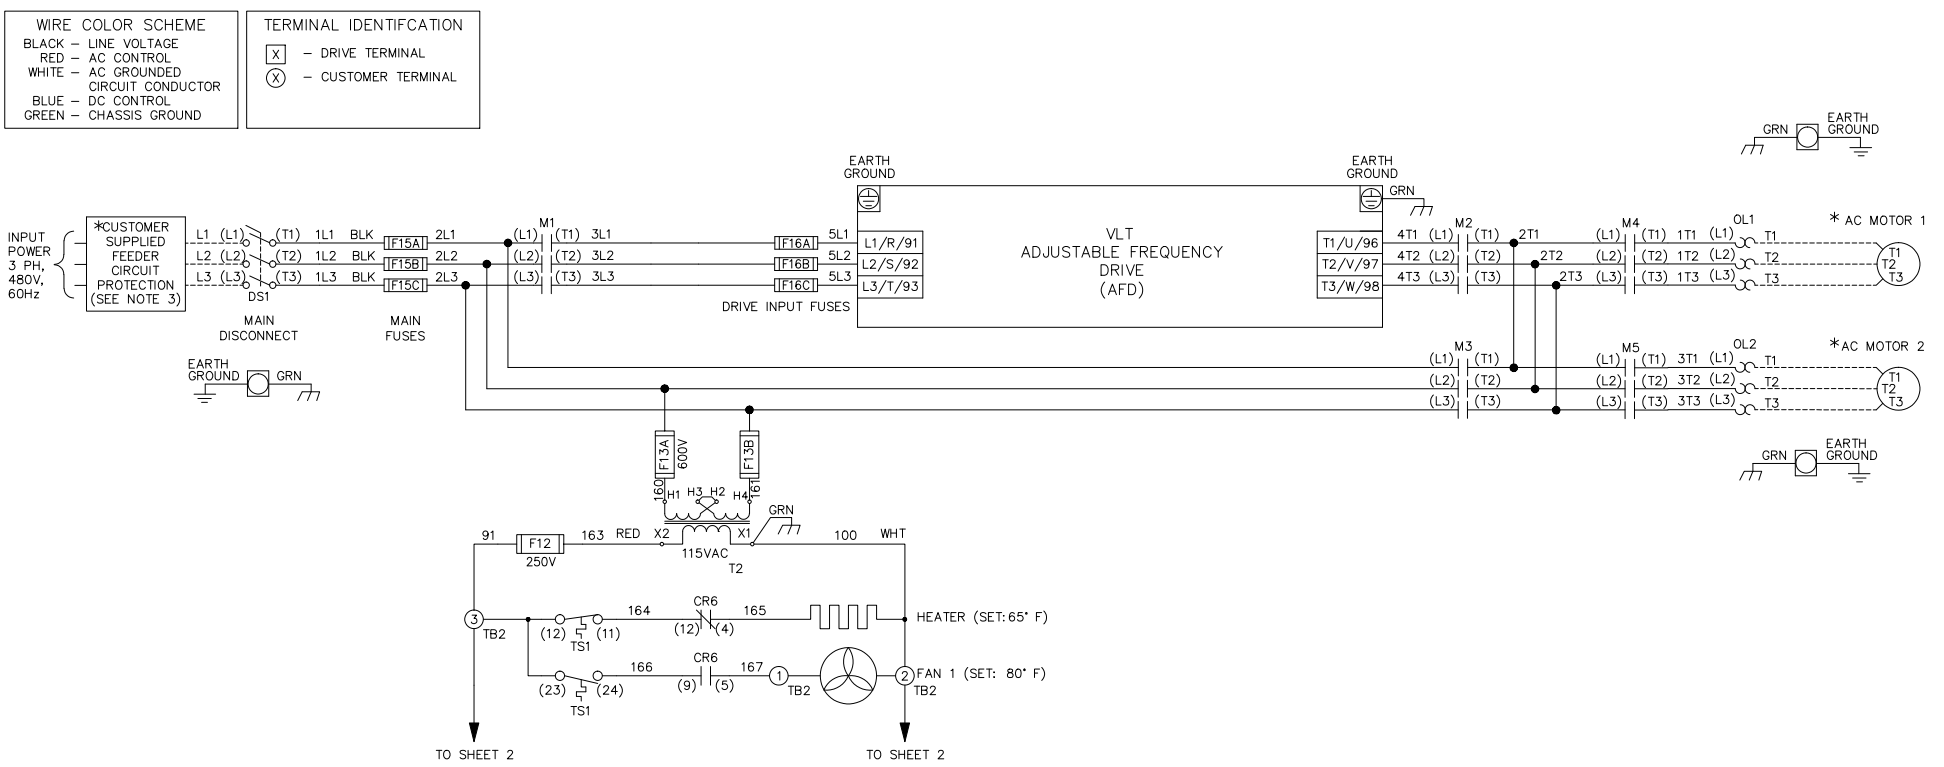 WIRE COLOR SCHEME
BLACK – LINE VOLTAGE
RED – AC CONTROL
WHITE – AC GROUNDED
CIRCUIT CONDUCTOR
BLUE – DC CONTROL
GREEN – CHASSIS GROUND
TERMINAL IDENTIFCATION
X – DRIVE TERMINAL
X – CUSTOMER TERMINAL
GRN
EARTH
GROUND
INPUT
POWER
3 PH,
480V,
60Hz
*CUSTOMER
SUPPLIED
FEEDER
CIRCUIT
PROTECTION
(SEE NOTE 3)
L1 (L1) (T1) 1L1 BLK F15A 2L1
L2 (L2) (T2) 1L2 BLK F15B 2L2
L3 (L3) (T3) 1L3 BLK F15C 2L3
DS1
MAIN
DISCONNECT
MAIN
FUSES
EARTH
GROUND
GRN
M1
(L1) (T1) 3L1 F16A 5L1
(L2) (T2) 3L2 F16B 5L2
(L3) (T3) 3L3 F16C 5L3
DRIVE INPUT FUSES
EARTH
GROUND
L1/R/91
L2/S/92
L3/T/93
VLT
ADJUSTABLE FREQUENCY
DRIVE
(AFD)
EARTH
GROUND
GRN
T1/U/96
T2/V/97
T3/W/98
M2
4T1 (L1) (T1) 2T1
4T2 (L2) (T2) 2T2
4T3 (L3) (T3) 2T3
M4
OL1
(L1) (T1) 1T1 (L1) T1
(L2) (T2) 1T2 (L2) T2
(L3) (T3) 1T3 (L3) T3
* AC MOTOR 1
T1
T2
T3
M3
(L1) (T1)
(L2) (T2)
(L3) (T3)
M5
OL2
(L1) (T1) 3T1 (L1) T1
(L2) (T2) 3T2 (L2) T2
(L3) (T3) 3T3 (L3) T3
* AC MOTOR 2
T1
T2
T3
GRN
EARTH
GROUND
F13A
600V
F13B
160
161
H1 H3 H2 H4
GRN
91 F12 163 RED X2 X1 100 WHT
250V
115VAC
T2
3
TB2
(12) (11)
TS1
164
CR6
(12) (4)
165
HEATER (SET:65° F)
(23) (24)
TS1
166
CR6
(9) (5)
167
1
TB2
2
TB2
FAN 1 (SET: 80° F)
TO SHEET 2
TO SHEET 2